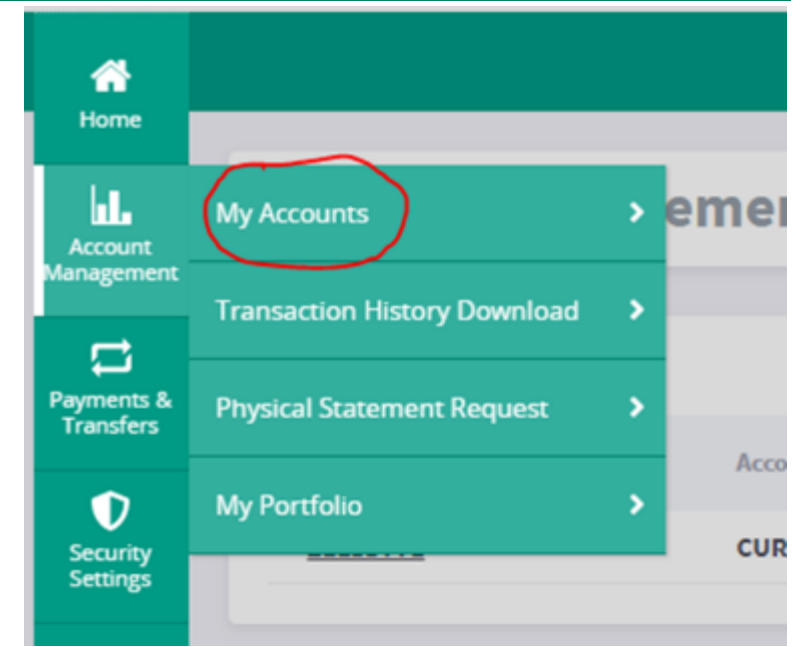 Home
Account
Management
Payments &
Transfers
Security
Settings
My Accounts
Transaction History Download
Physical Statement Request
My Portfolio
CUR